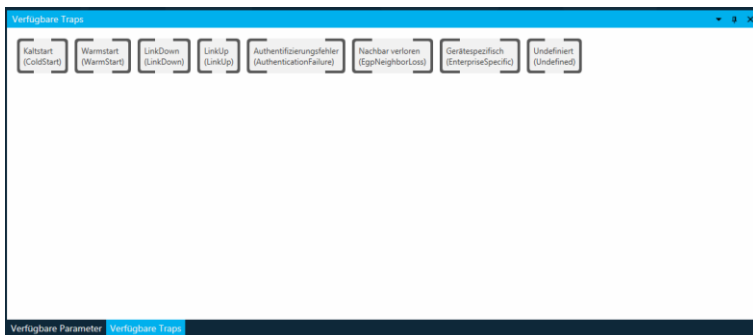 Verfügbare Traps
Kaltstart
(ColdStart)
Warmstart
(WarmStart)
LinkDown
(LinkDown)
LinkUp
(LinkUp)
Authentifizierungsfehler
(AuthenticationFailure)
Nachbar verloren
(EgpNeighborLoss)
Gerätespezifisch
(EnterpriseSpecific)
Undefiniert
(Undefined)
Verfügbare Parameter
Verfügbare Traps